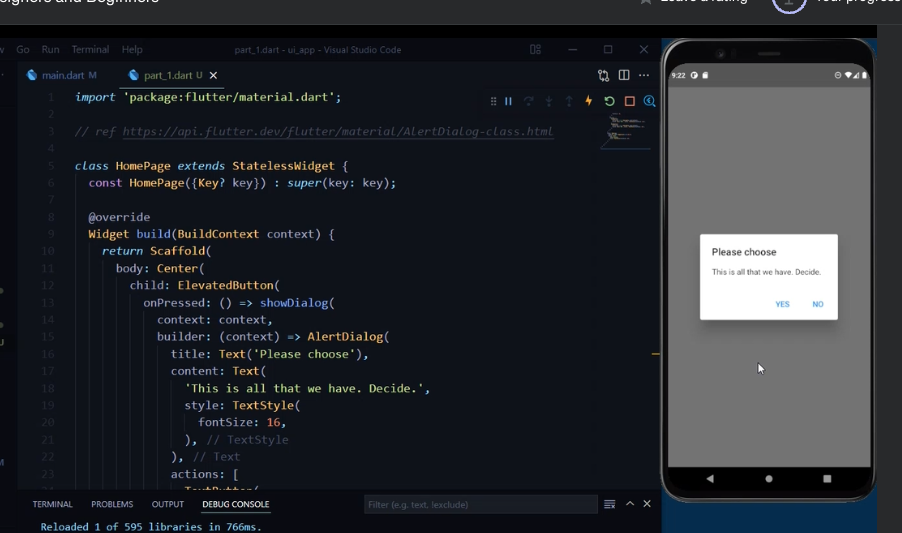 signers and Beginners
Leave a rating
Your progress
Go Run Terminal Help
part_1.dart - ui_app - Visual Studio Code
main.dart M
part_1.dart U
1 import 'package:flutter/material.dart';
2
3 // ref https://api.flutter.dev/flutter/material/AlertDialog-class.html
4
5 class HomePage extends StatelessWidget {
6 const HomePage({Key? key}) : super(key: key);
7
8 @override
9 Widget build(BuildContext context) {
10 return Scaffold(
11 body: Center(
12 child: ElevatedButton(
13 onPressed: () => showDialog(
14 context: context,
15 builder: (context) => AlertDialog(
16 title: Text('Please choose'),
17 content: Text(
18 'This is all that we have. Decide.',
19 style: TextStyle(
20 fontSize: 16,
21 ), // TextStyle
22 ), // Text
23 actions: [
TextButton(
TERMINAL PROBLEMS OUTPUT DEBUG CONSOLE
Filter (e.g. text, !exclude)
Reloaded 1 of 595 libraries in 766ms.
9:22
Please choose
This is all that we have. Decide.
YES NO